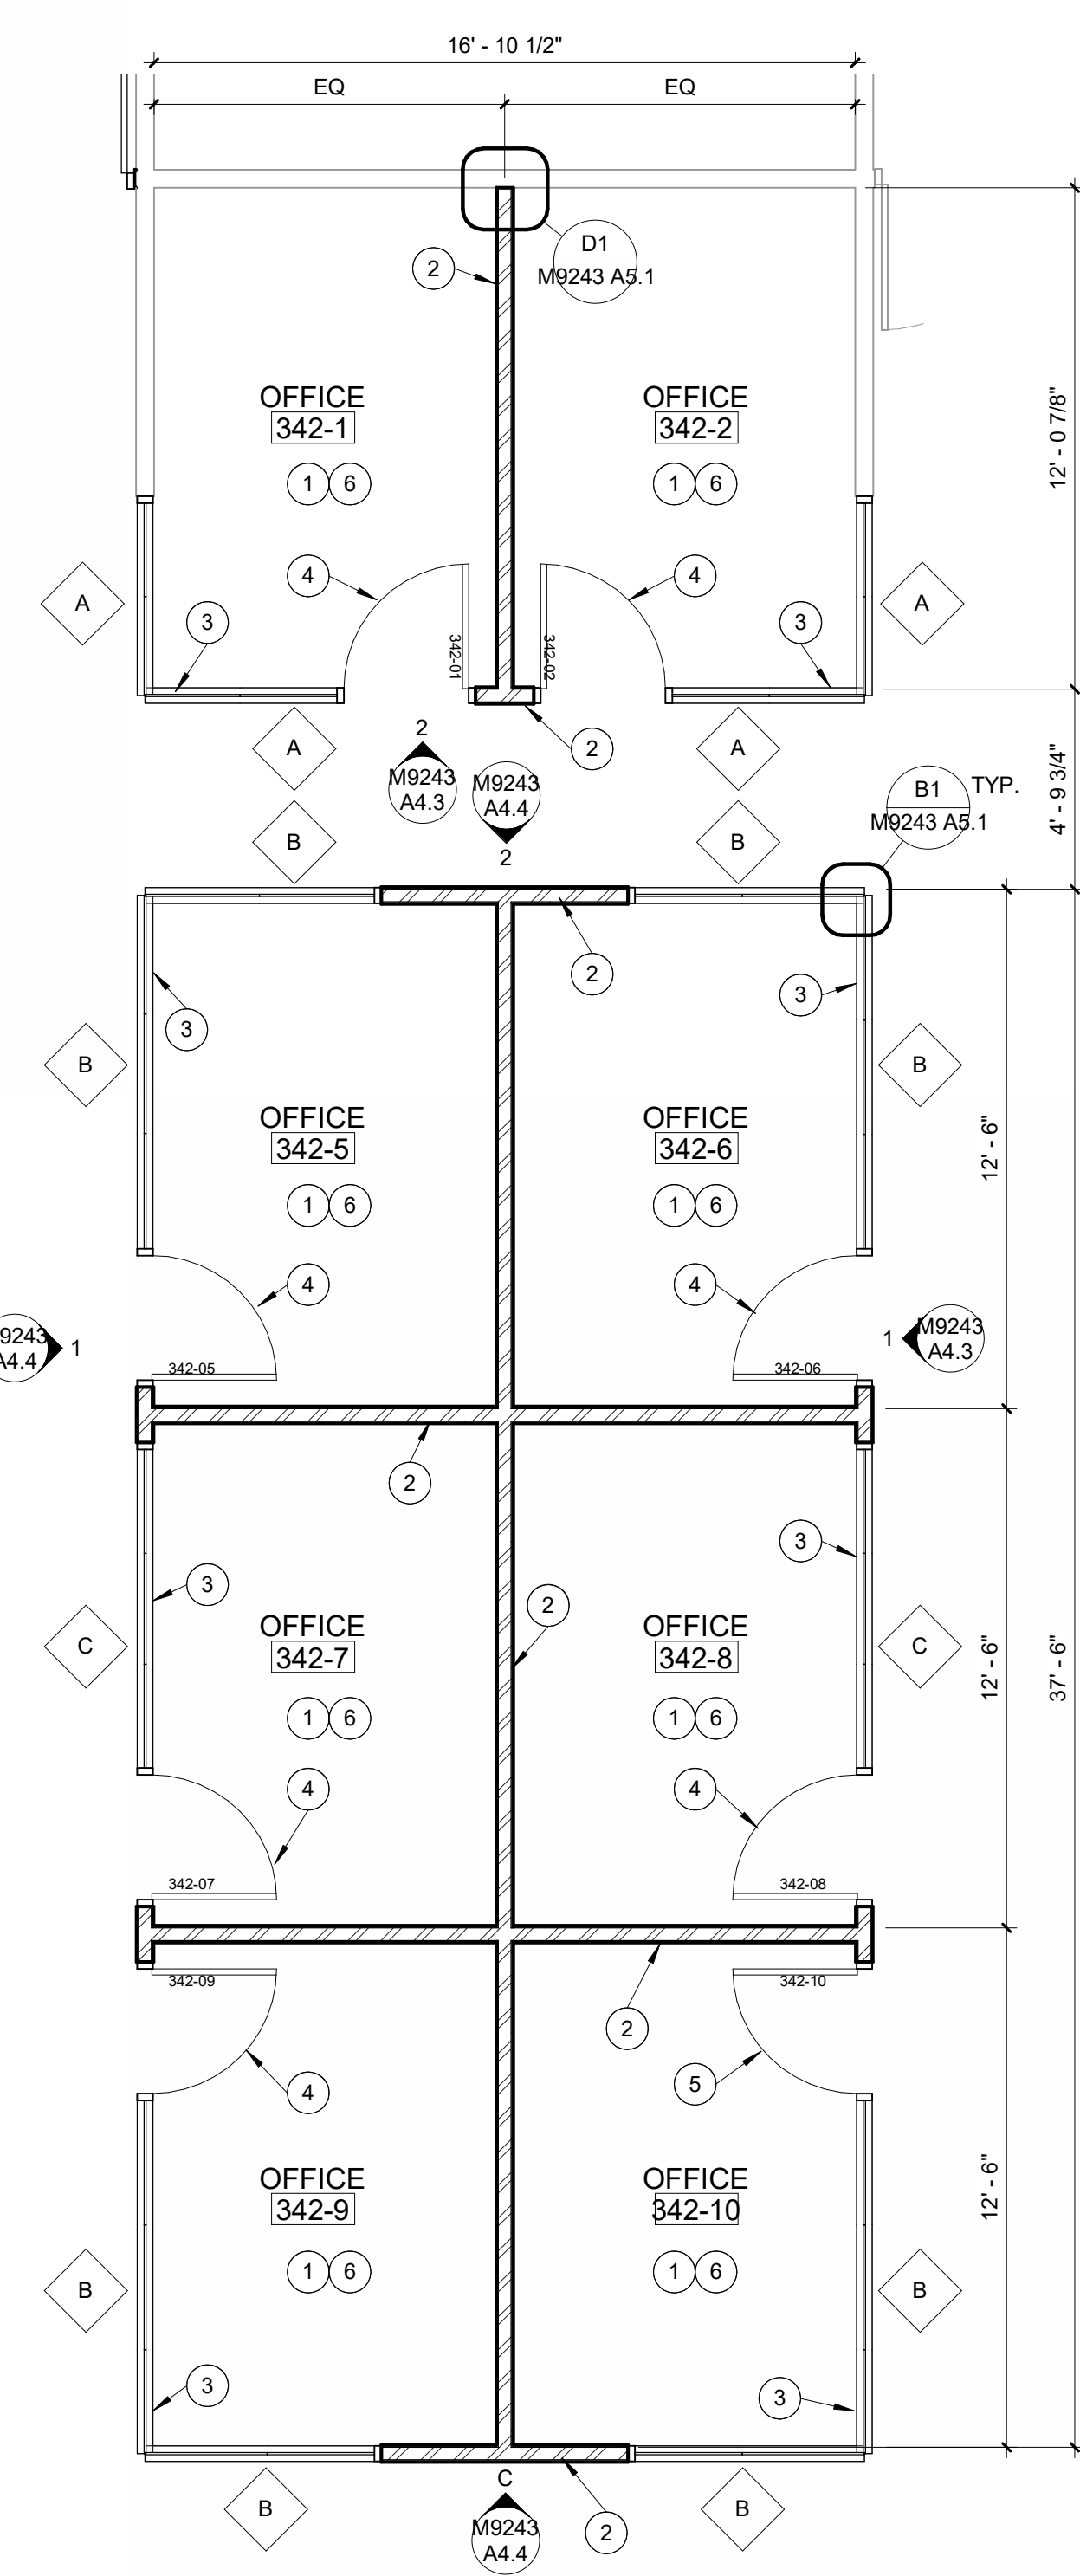 16' - 10 1/2"
EQ
EQ
D1
M9243 A5.1
2
OFFICE
342-1
OFFICE
342-2
12' - 0 7/8"
1
6
1
6
4
4
A
A
3
3
342-01
342-02
2
A
2
M9243
A4.3
M9243
A4.4
2
A
B1
M9243 A5.1
TYP.
4' - 9 3/4"
B
B
2
3
3
B
B
OFFICE
342-5
OFFICE
342-6
12' - 6"
1
6
1
6
4
4
9243
A4.4
1
1
M9243
A4.3
342-05
342-06
2
3
3
2
C
C
OFFICE
342-7
OFFICE
342-8
12' - 6"
37' - 6"
1
6
1
6
4
4
342-07
342-08
342-09
342-10
2
4
5
OFFICE
342-9
OFFICE
342-10
12' - 6"
1
6
1
6
B
B
3
3
C
B
B
M9243
A4.4
2